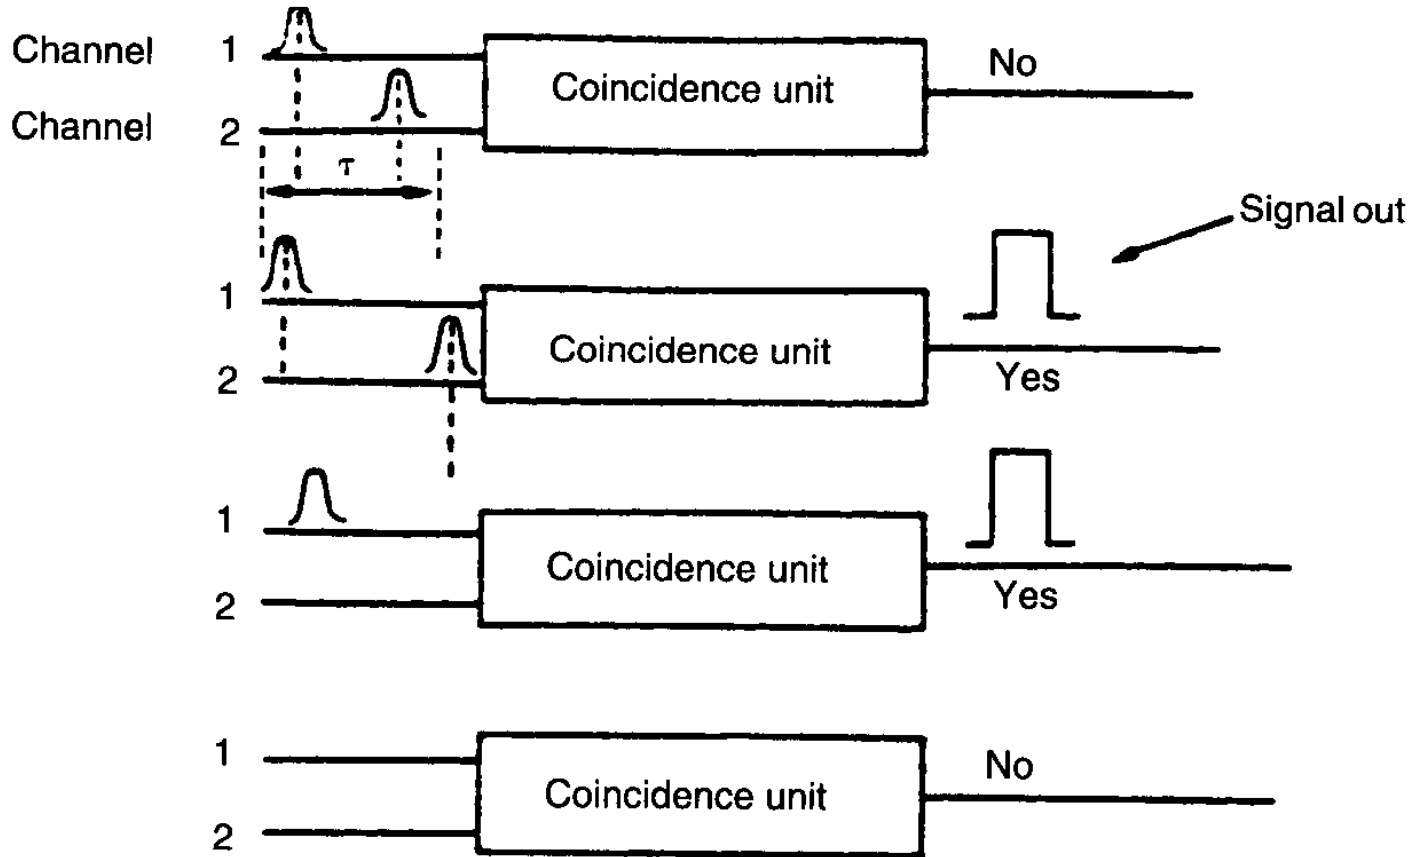 Channel 1 Coincidence unit No
Channel 2
τ
Signal out
1
Coincidence unit
2 Yes
1
Coincidence unit
2 Yes
1 No
Coincidence unit
2